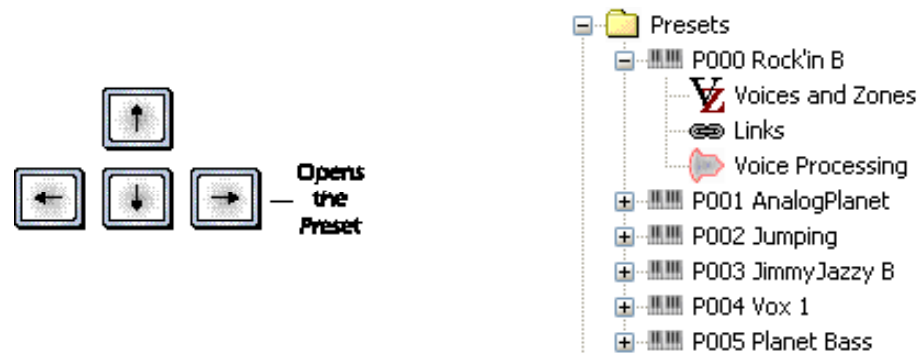 Opens
the
Preset
Presets
P000 Rock'in B
Voices and Zones
Links
Voice Processing
P001 AnalogPlanet
P002 Jumping
P003 JimmyJazzy B
P004 Vox 1
P005 Planet Bass